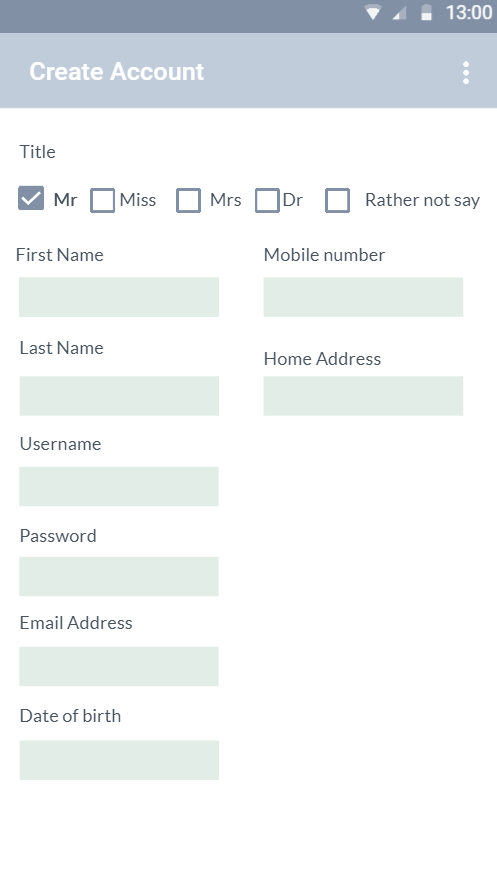 13:00
Create Account
Title
Mr Miss Mrs Dr Rather not say
First Name
Mobile number
Last Name
Home Address
Username
Password
Email Address
Date of birth